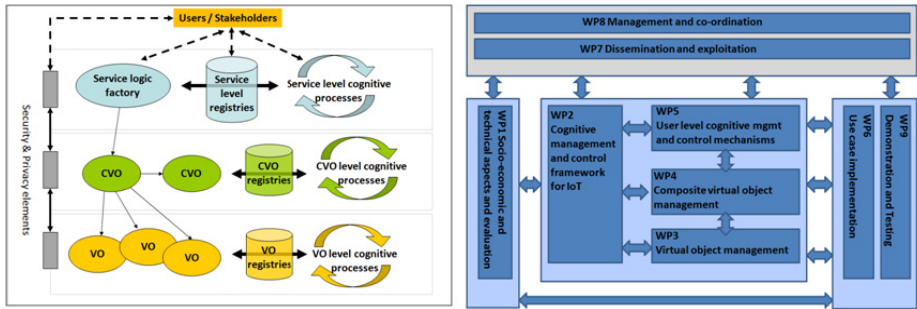 Users / Stakeholders
Service logic
factory
Service
level
registries
Service level cognitive
processes
Security & Privacy elements
CVO
CVO
CVO
registries
CVO level cognitive
processes
VO
VO
VO
VO
registries
VO level cognitive
processes
WP8 Management and co-ordination
WP7 Dissemination and exploitation
WP1 Socio-economic and
technical aspects and evaluation
WP2
Cognitive
management
and control
framework
for IoT
WP5
User level cognitive mgmt
and control mechanisms
WP4
Composite virtual object
management
WP3
Virtual object management
WP6
Use case implementation
WP9
Demonstration and Testing